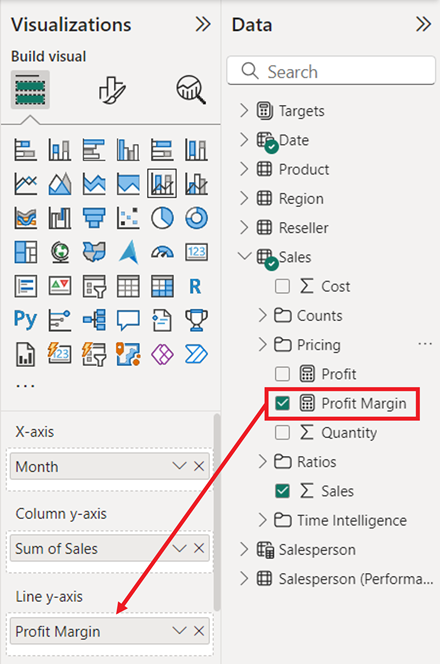 Visualizations
Build visual
123
R
Py
123
...
X-axis
Month
Column y-axis
Sum of Sales
Line y-axis
Profit Margin
Data
Search
Targets
Date
Product
Region
Reseller
Sales
Cost
Counts
Pricing
...
Profit
Profit Margin
Quantity
Ratios
Sales
Time Intelligence
Salesperson
Salesperson (Performa...